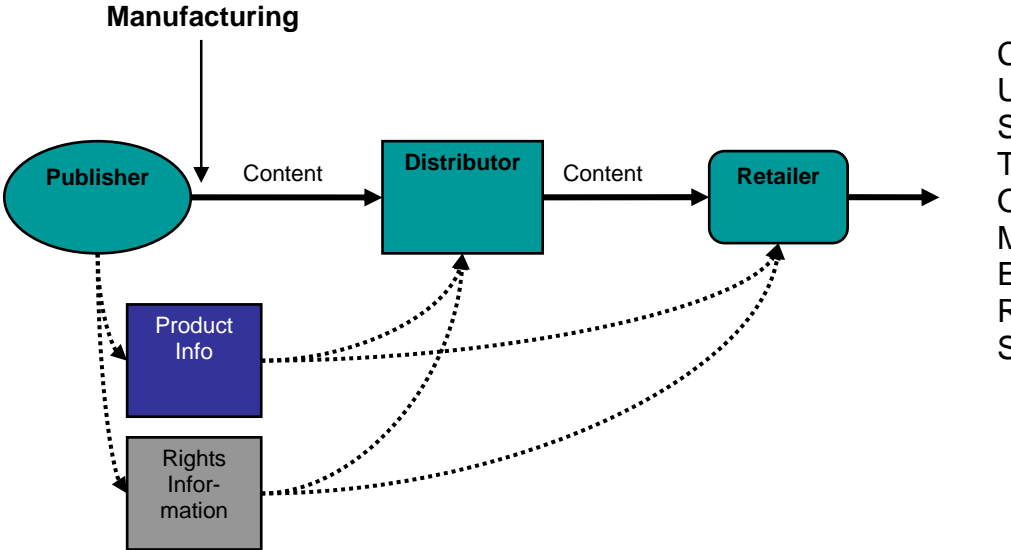 Manufacturing
Publisher
Content
Distributor
Content
Retailer
Product
Info
Rights
Infor-
mation
C
U
S
T
O
M
E
R
S